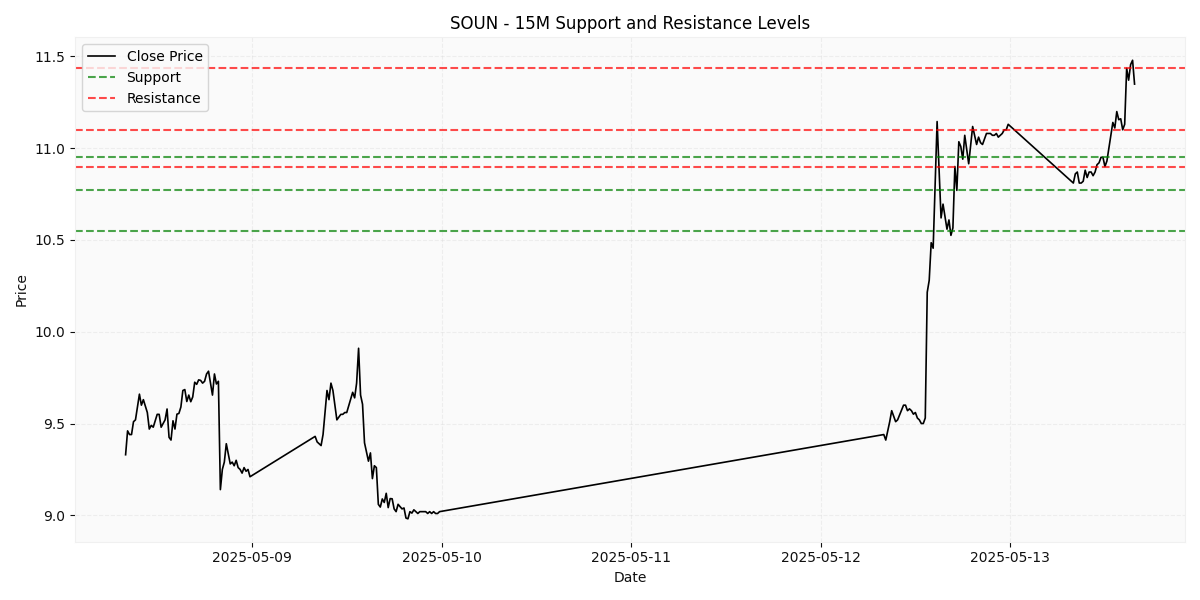 SOUN - 15M Support and Resistance Levels
Close Price
Support
Resistance
11.5
11.0
10.5
10.0
9.5
9.0
Price
2025-05-09
2025-05-10
2025-05-11
2025-05-12
2025-05-13
Date